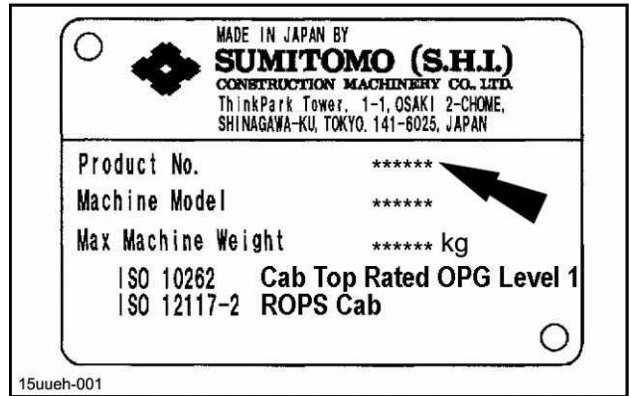 MADE IN JAPAN BY
SUMITOMO (S.H.I.)
CONSTRUCTION MACHINERY CO., LTD.
ThinkPark Tower, 1-1, OSAKI 2-CHOME,
SHINAGAWA-KU, TOKYO. 141-6025, JAPAN
Product No. ******
Machine Model ******
Max Machine Weight ****** kg
ISO 10262 Cab Top Rated OPG Level 1
ISO 12117-2 ROPS Cab
15uueh-001